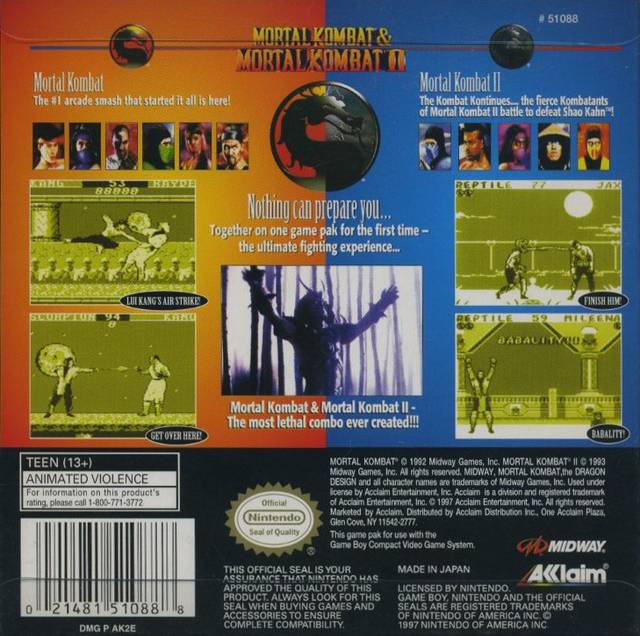 # 51088
MORTAL KOMBAT &
MORTAL KOMBAT II
Mortal Kombat
The #1 arcade smash that started it all is here!
Mortal Kombat II
The Kombat Kontinues.... the fierce Kombatants
of Mortal Kombat II battle to defeat Shao Kahn™!
KANG 53 RAYDE
88888
LUI KANG'S AIR STRIKE!
SCORPION 94 KANO
GET OVER HERE!
Nothing can prepare you...
Together on one game pak for the first time –
the ultimate fighting experience...
Mortal Kombat & Mortal Kombat II -
The most lethal combo ever created!!!
REPTILE 77 JAX
FINISH HIM!
REPTILE 59 MILEENA
BABALITY!!!
BABALITY!
TEEN (13+)
ANIMATED VIOLENCE
For information on this product's
rating, please call 1-800-771-3772
0 21481 51088 8
DMG P AK2E
Official
Nintendo
Seal of Quality
®
THIS OFFICIAL SEAL IS YOUR
ASSURANCE THAT NINTENDO HAS
APPROVED THE QUALITY OF THIS
PRODUCT. ALWAYS LOOK FOR THIS
SEAL WHEN BUYING GAMES AND
ACCESSORIES TO ENSURE
COMPLETE COMPATIBILITY.
MORTAL KOMBAT® © 1992 Midway Games, Inc. MORTAL KOMBAT® II © 1993
Midway Games, Inc. All rights reserved. MIDWAY, MORTAL KOMBAT,the DRAGON
DESIGN and all character names are trademarks of Midway Games, Inc. Used under
license by Acclaim Entertainment, Inc. Acclaim is a division and registered trademark
of Acclaim Entertainment, Inc. © 1997 Acclaim Entertainment, Inc. All rights reserved.
Marketed by Acclaim. Distributed by Acclaim Distribution Inc., One Acclaim Plaza,
Glen Cove, NY 11542-2777.
This game pak for use with the
Game Boy Compact Video Game System.
MIDWAY.
MADE IN JAPAN
AKKlaim®
LICENSED BY NINTENDO.
GAME BOY, NINTENDO AND THE OFFICIAL
SEALS ARE REGISTERED TRADEMARKS
OF NINTENDO OF AMERICA INC. ©
1997 NINTENDO OF AMERICA INC